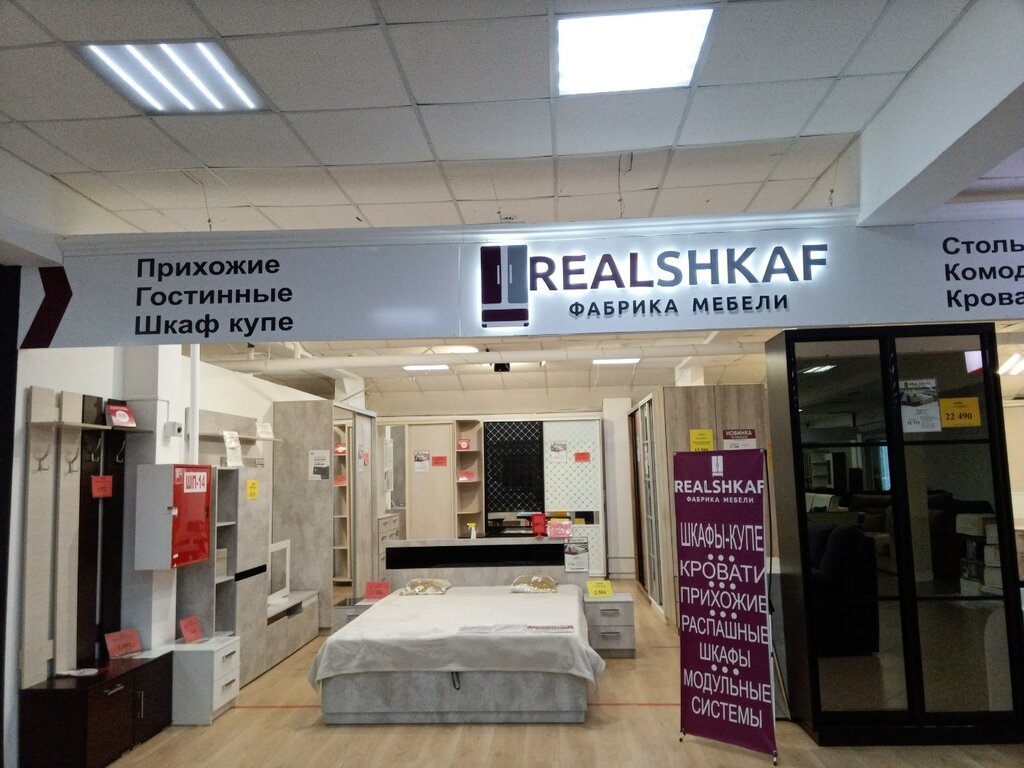 Прихожие
Гостинные
Шкаф купе
REALSHKAF
ФАБРИКА МЕБЕЛИ
Столы
Комод
Крова
ШП-14
22 490
НОВИНКА
REALSHKAF
ФАБРИКА МЕБЕЛИ
ШКАФЫ-КУПЕ
КРОВАТИ
ПРИХОЖИЕ
РАСПАШНЫЕ
ШКАФЫ
МОДУЛЬНЫЕ
СИСТЕМЫ